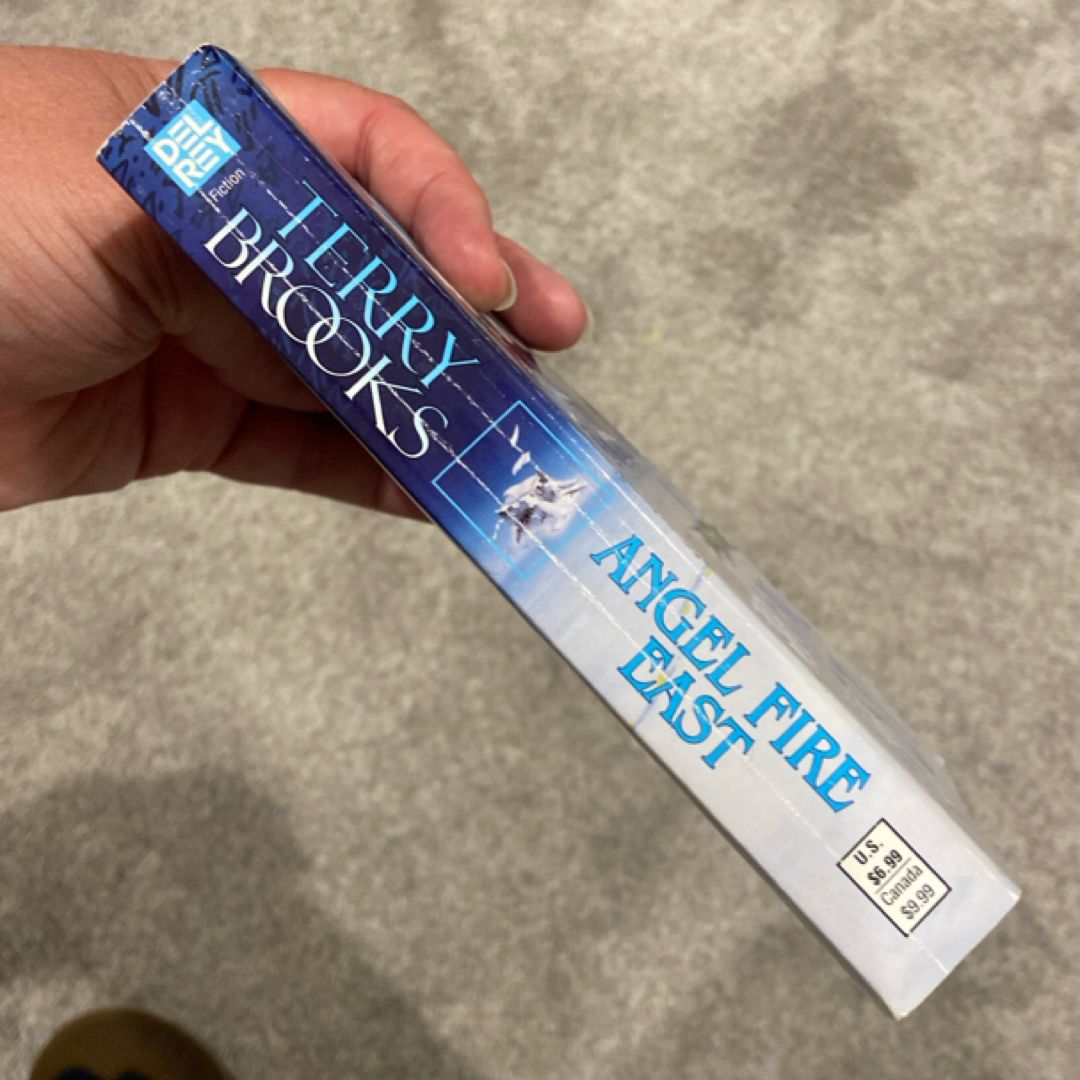 DEL
REY
Fiction
TERRY
BROOKS
ANGEL FIRE
EAST
U.S.
$6.99
Canada
$9.99